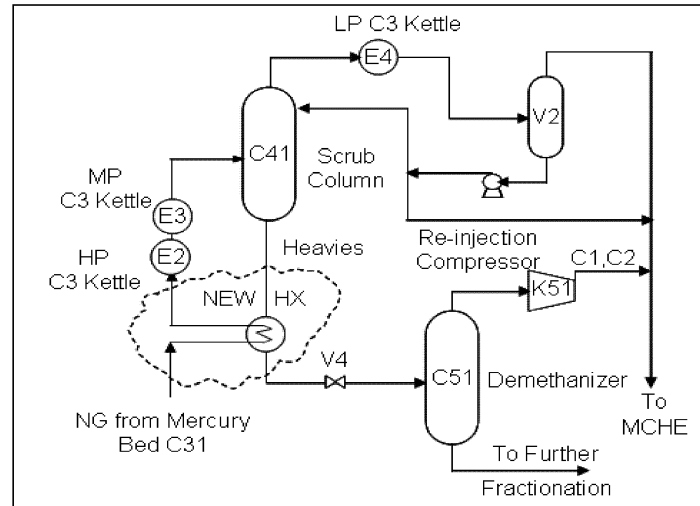 LP C3 Kettle
E4
V2
C41
MP
C3 Kettle
E3
Scrub
Column
HP
C3 Kettle
E2
Heavies
Re-injection
Compressor
C1,C2
K51
NEW HX
V4
C51
Demethanizer
NG from Mercury
Bed C31
To
MCHE
To Further
Fractionation